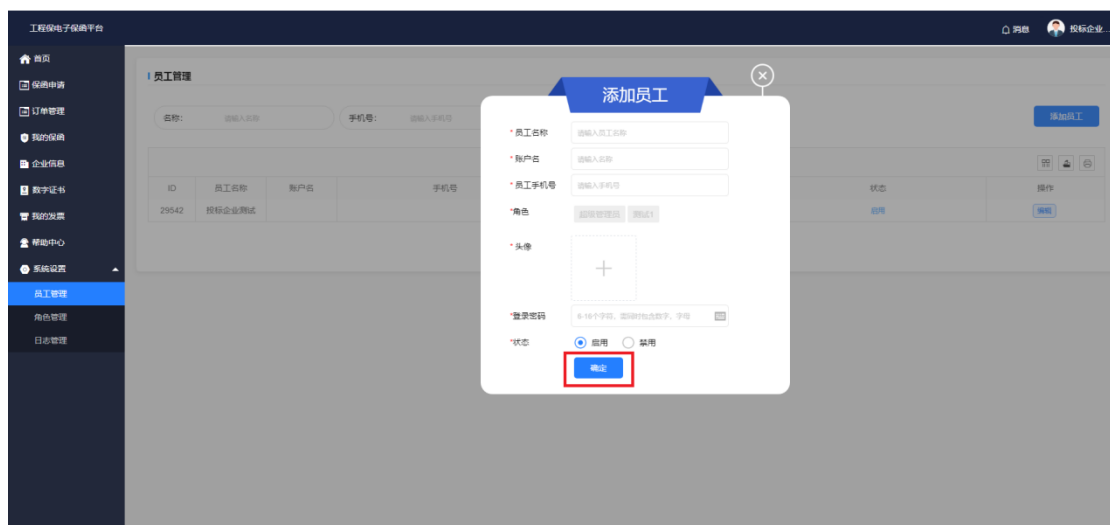 工程保电子保函平台
消息
投标企业...
首页
保函申请
订单管理
我的保函
企业信息
数字证书
我的发票
帮助中心
系统设置
员工管理
角色管理
日志管理
员工管理
名称: 请输入名称 手机号: 请输入手机号
添加员工
ID 员工名称 账户名 手机号 状态 操作
29542 投标企业测试 启用 编辑
添加员工
*员工名称 请输入员工名称
*账户名 请输入名称
*员工手机号 请输入手机号
*角色 超级管理员 测试1
*头像
*登录密码 6-16个字符，需同时包含数字、字母
*状态 启用 禁用
确定